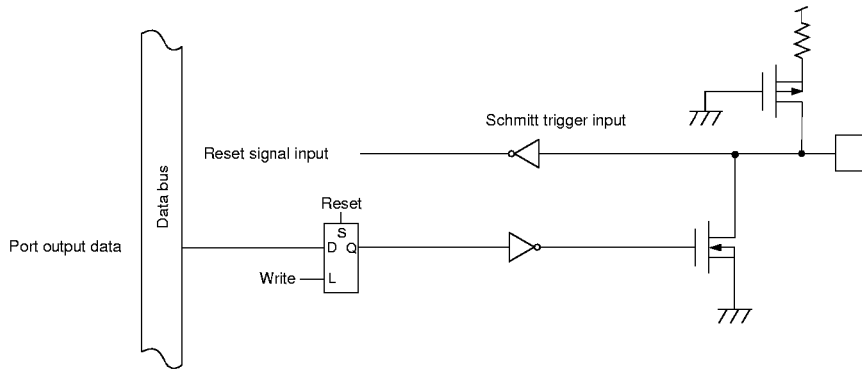 Schmitt trigger input
Reset signal input
Data bus
Reset
S
Port output data
D Q
Write
L